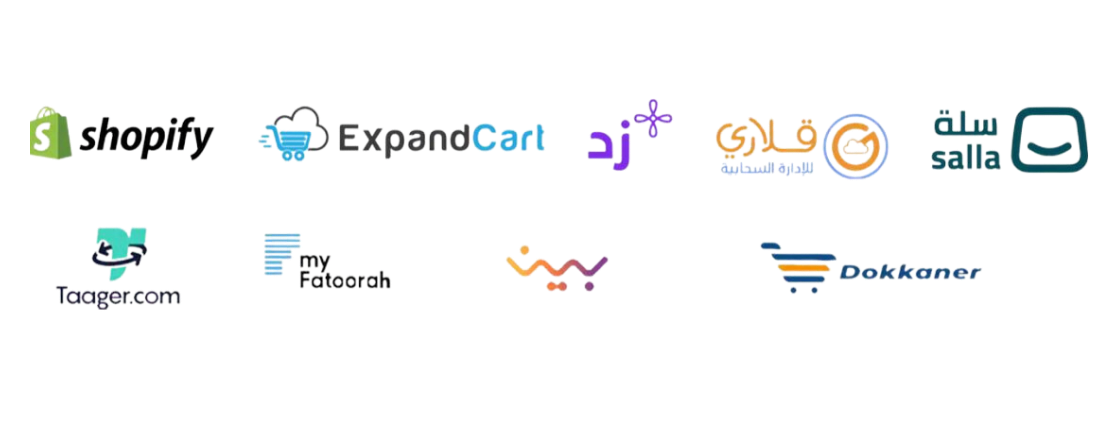 shopify
ExpandCart
زد
قلاري
للإدارة السحابية
سلة
salla
Taager.com
my
Fatoorah
Dokkaner